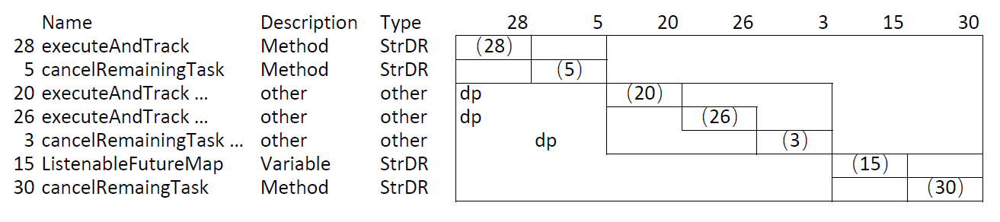 Name Description Type 28 5 20 26 3 15 30
28 executeAndTrack Method StrDR (28)
5 cancelRemainingTask Method StrDR (5)
20 executeAndTrack ... other other dp (20)
26 executeAndTrack ... other other dp (26)
3 cancelRemainingTask ... other other dp (3)
15 ListenableFutureMap Variable StrDR (15)
30 cancelRemaingTask Method StrDR (30)